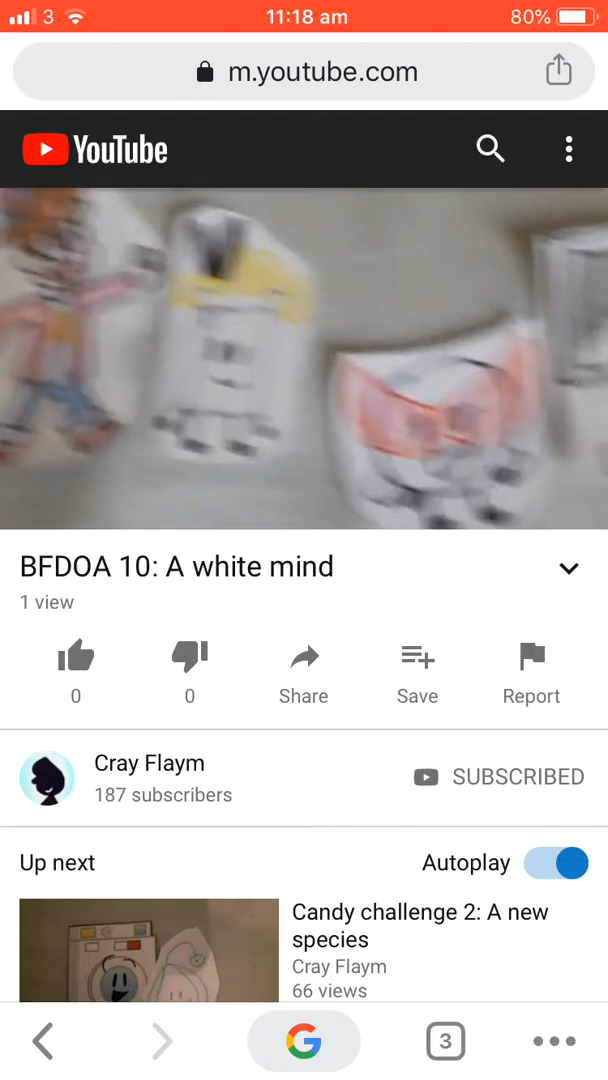 3 11:18 am 80%
m.youtube.com
YouTube
BFDOA 10: A white mind
1 view
0 0 Share Save Report
Cray Flaym
187 subscribers
SUBSCRIBED
Up next Autoplay
Candy challenge 2: A new
species
Cray Flaym
66 views
G 3